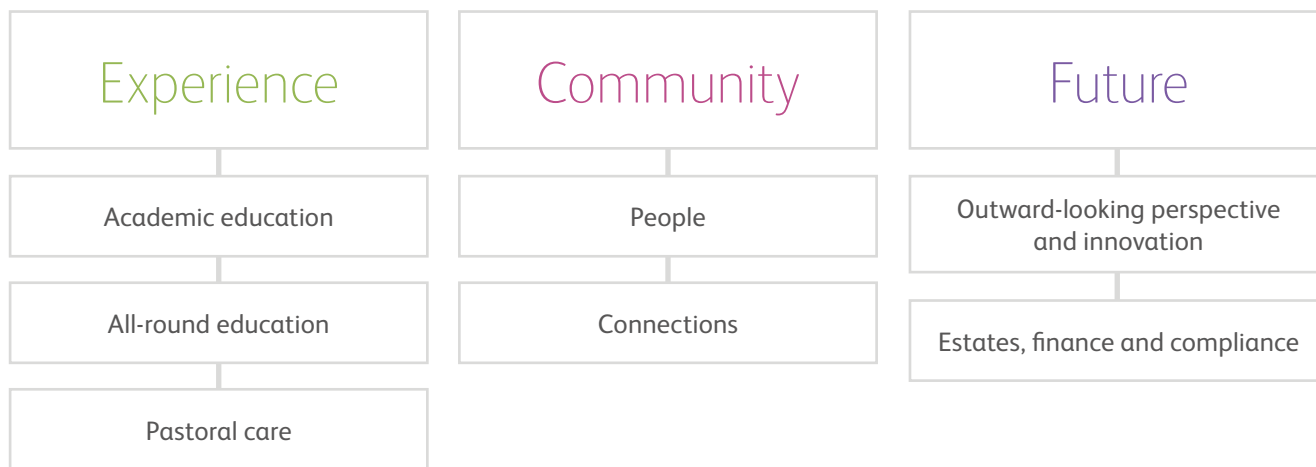 Experience
Academic education
All-round education
Pastoral care
Community
People
Connections
Future
Outward-looking perspective
and innovation
Estates, finance and compliance